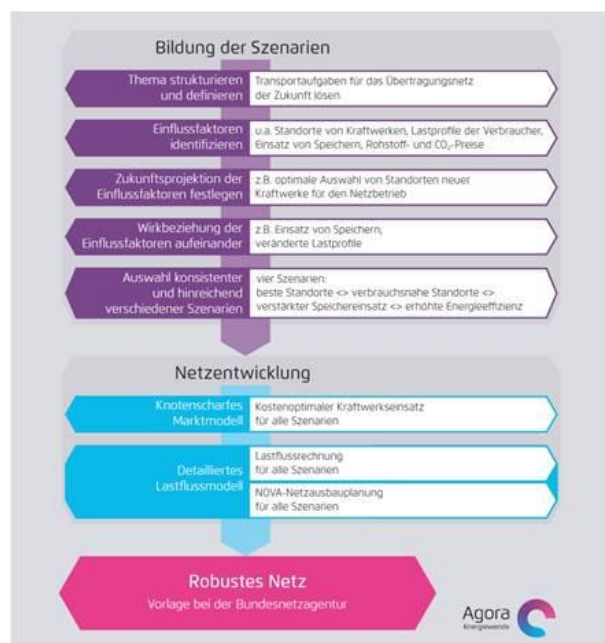 Bildung der Szenarien
Thema strukturieren
und definieren
Transportaufgaben für das Übertragungsnetz
der Zukunft lösen
Einflussfaktoren
identifizieren
u.a. Standorte von Kraftwerken, Lastprofile der Verbraucher,
Einsatz von Speichern, Rohstoff- und CO₂-Preise
Zukunftsprojektion der
Einflussfaktoren festlegen
z.B. optimale Auswahl von Standorten neuer
Kraftwerke für den Netzbetrieb
Wirkbeziehung der
Einflussfaktoren aufeinander
z.B. Einsatz von Speichern,
veränderte Lastprofile
Auswahl konsistenter
und hinreichend
verschiedener Szenarien
vier Szenarien:
beste Standorte <> verbrauchsnahe Standorte <>
verstärkter Speichereinsatz <> erhöhte Energieeffizienz
Netzentwicklung
Knotenscharfes
Marktmodell
Kostenoptimaler Kraftwerkseinsatz
für alle Szenarien
Detailliertes
Lastflussmodell
Lastflussrechnung
für alle Szenarien
NOVA-Netzausbauplanung
für alle Szenarien
Robustes Netz
Vorlage bei der Bundesnetzagentur
Agora
Energiewende